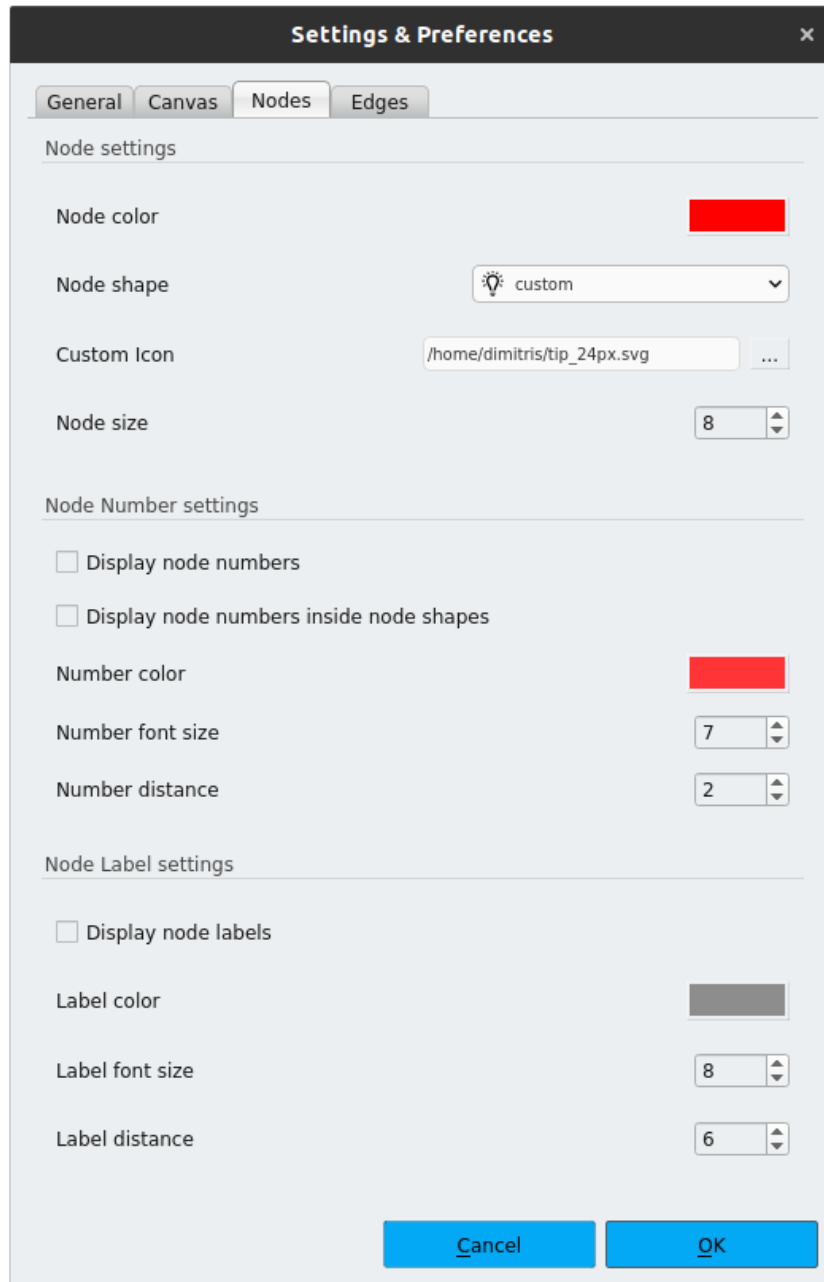 Settings & Preferences ×
General Canvas Nodes Edges
Node settings
Node color
Node shape custom
Custom Icon /home/dimitris/tip_24px.svg ...
Node size 8
Node Number settings
Display node numbers
Display node numbers inside node shapes
Number color
Number font size 7
Number distance 2
Node Label settings
Display node labels
Label color
Label font size 8
Label distance 6
Cancel OK